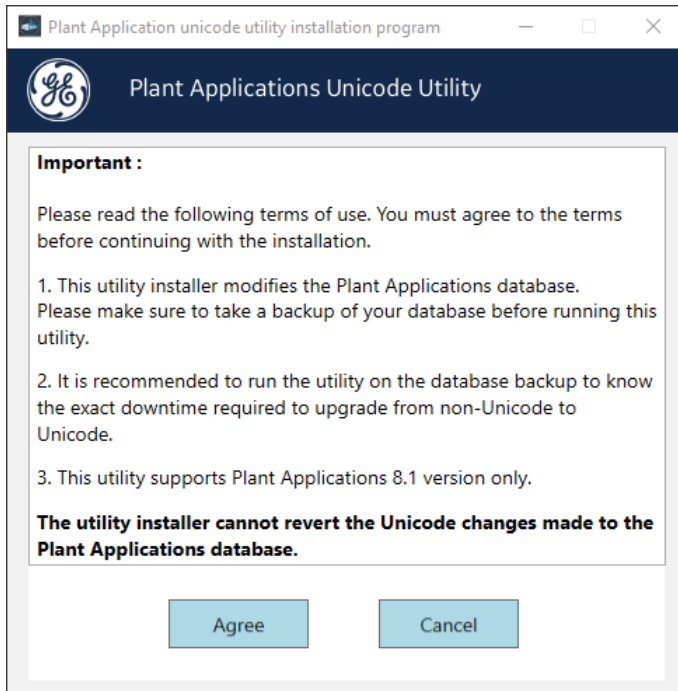 Plant Application unicode utility installation program
GE
Plant Applications Unicode Utility
Important :
Please read the following terms of use. You must agree to the terms
before continuing with the installation.
1. This utility installer modifies the Plant Applications database.
Please make sure to take a backup of your database before running this
utility.
2. It is recommended to run the utility on the database backup to know
the exact downtime required to upgrade from non-Unicode to
Unicode.
3. This utility supports Plant Applications 8.1 version only.
The utility installer cannot revert the Unicode changes made to the
Plant Applications database.
Agree
Cancel